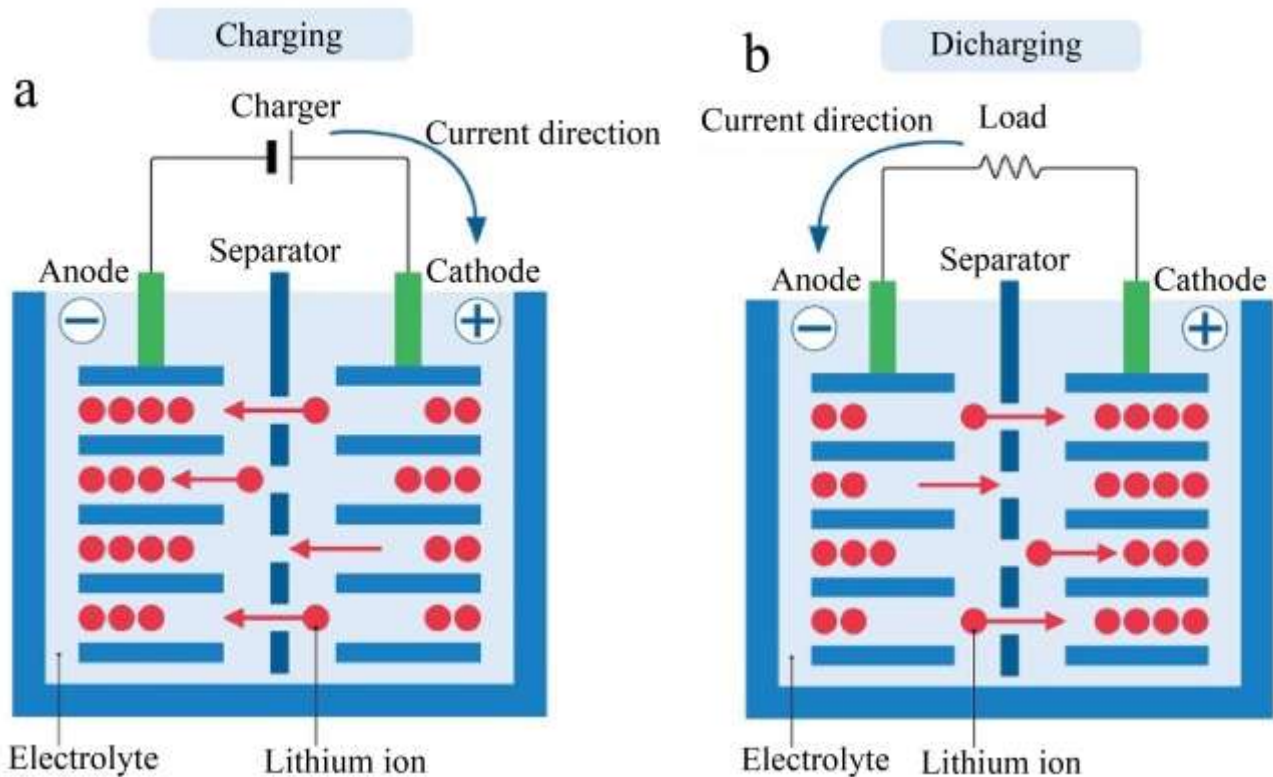 Charging
a
Charger
Current direction
Separator
Anode
Cathode
Electrolyte
Lithium ion
b
Dicharging
Current direction
Load
Separator
Anode
Cathode
Electrolyte
Lithium ion